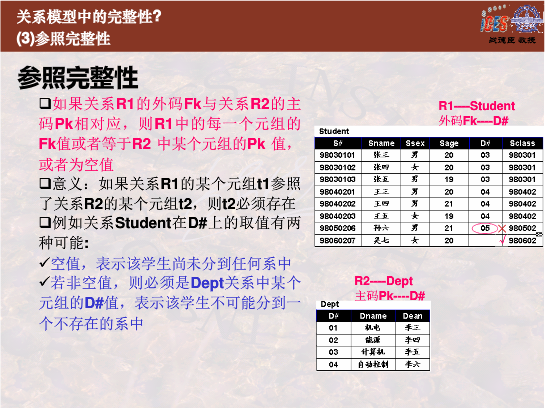 关系模型中的完整性?
(3)参照完整性
ICES
战德臣 教授
参照完整性
❑如果关系R1的外码Fk与关系R2的主
码Pk相对应，则R1中的每一个元组的
Fk值或者等于R2 中某个元组的Pk 值，
或者为空值
❑意义：如果关系R1的某个元组t1参照
了关系R2的某个元组t2，则t2必须存在
❑例如关系Student在D#上的取值有两
种可能:
✓空值，表示该学生尚未分到任何系中
✓若非空值，则必须是Dept关系中某个
元组的D#值，表示该学生不可能分到一
个不存在的系中
R1----Student
外码Fk----D#
Student
S# Sname Ssex Sage D# Sclass
98030101 张三 男 20 03 980301
98030102 张四 女 20 03 980301
98030103 张五 男 19 03 980301
98040201 王三 男 20 04 980402
98040202 王四 男 21 04 980402
98040203 王五 女 19 04 980402
98050206 孙六 男 21 05 × 980502
98060207 吴七 女 20 √ 980602
R2----Dept
主码Pk----D#
Dept
D# Dname Dean
01 机电 李三
02 能源 李四
03 计算机 李五
04 自动控制 李六